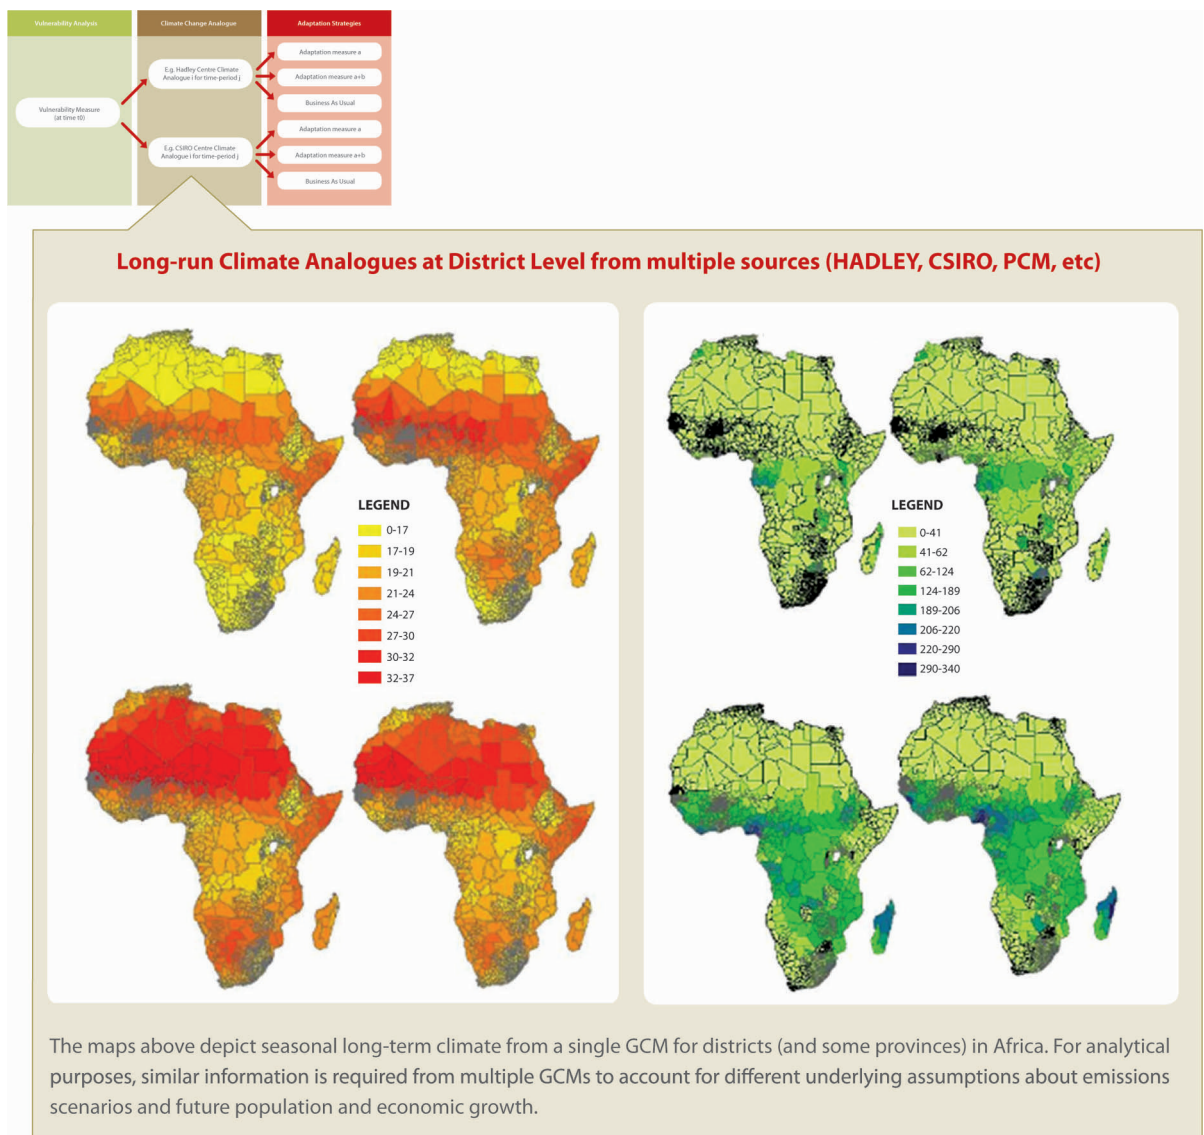 Vulnerability Analysis
Climate Change Analogue
Adaptation Strategies
Vulnerability Measure
(at time t0)
E.g. Hadley Centre Climate
Analogue i for time-period j
E.g. CSIRO Centre Climate
Analogue i for time-period j
Adaptation measure a
Adaptation measure a+b
Business As Usual
Adaptation measure a
Adaptation measure a+b
Business As Usual
Long-run Climate Analogues at District Level from multiple sources (HADLEY, CSIRO, PCM, etc)
LEGEND
0-17
17-19
19-21
21-24
24-27
27-30
30-32
32-37
LEGEND
0-41
41-62
62-124
124-189
189-206
206-220
220-290
290-340
The maps above depict seasonal long-term climate from a single GCM for districts (and some provinces) in Africa. For analytical
purposes, similar information is required from multiple GCMs to account for different underlying assumptions about emissions
scenarios and future population and economic growth.